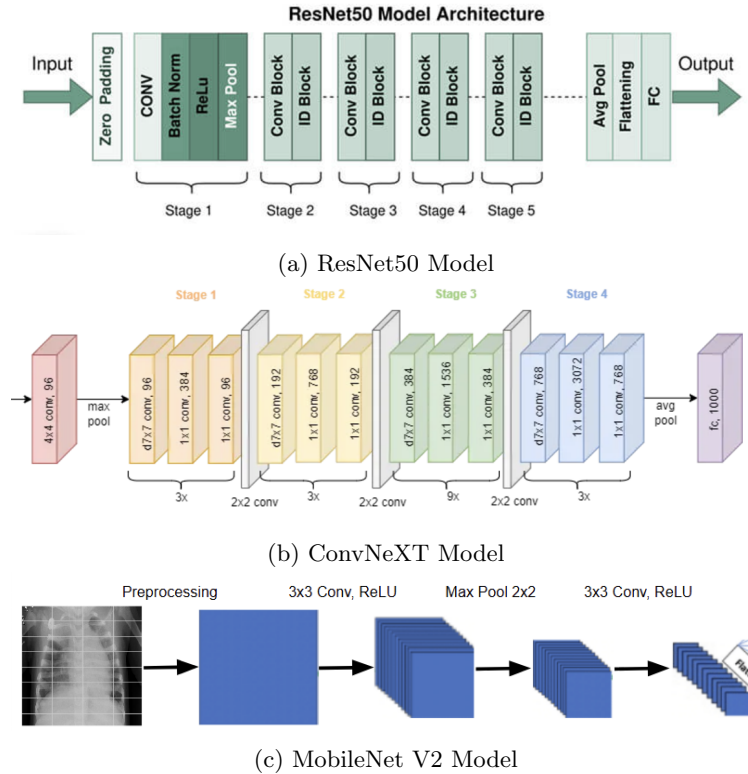 ResNet50 Model Architecture
Input
Zero Padding
CONV
Batch Norm
ReLu
Max Pool
Conv Block
ID Block
Conv Block
ID Block
Conv Block
ID Block
Conv Block
ID Block
Avg Pool
Flattening
FC
Output
Stage 1
Stage 2
Stage 3
Stage 4
Stage 5
(a) ResNet50 Model
Stage 1
Stage 2
Stage 3
Stage 4
4x4 conv, 96
max
pool
d7x7 conv, 96
1x1 conv, 384
1x1 conv, 96
d7x7 conv, 192
1x1 conv, 768
1x1 conv, 192
d7x7 conv, 384
1x1 conv, 1536
1x1 conv, 384
d7x7 conv, 768
1x1 conv, 3072
1x1 conv, 768
avg
pool
fc, 1000
3x
2x2 conv
3x
2x2 conv
9x
2x2 conv
3x
(b) ConvNeXT Model
Preprocessing
3x3 Conv, ReLU
Max Pool 2x2
3x3 Conv, ReLU
(c) MobileNet V2 Model